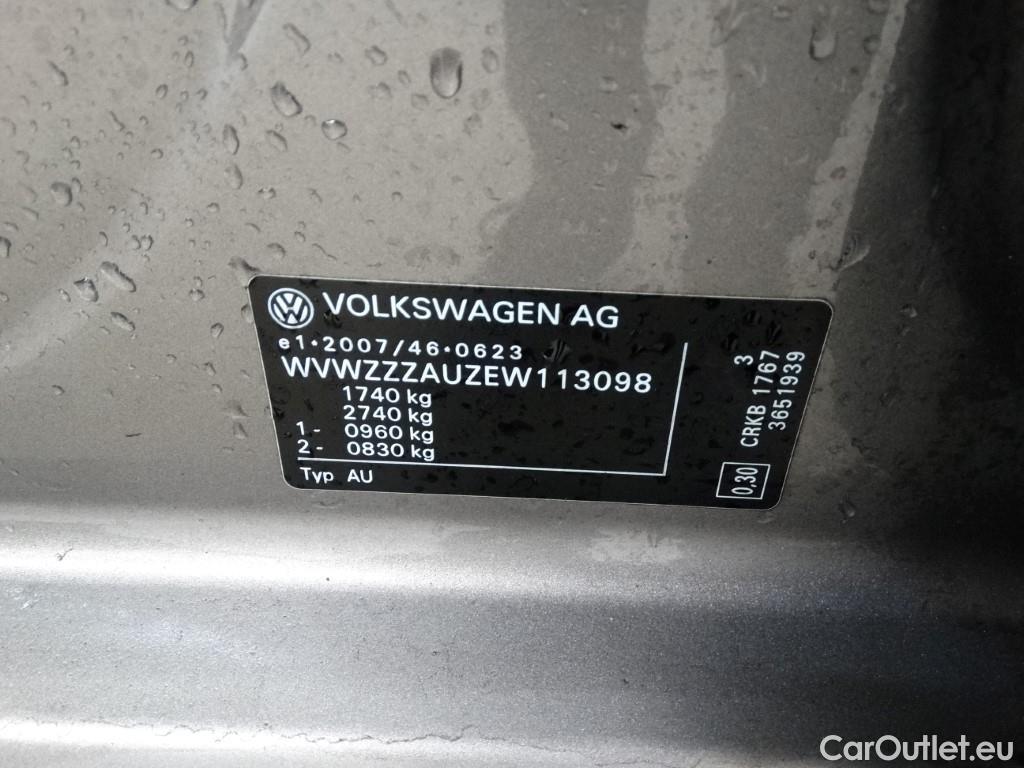 VOLKSWAGEN AG
e1*2007/46*0623
WVWZZZAUZEW113098
1740 kg
2740 kg
1- 0960 kg
2- 0830 kg
Typ AU
3
CRKB 1767
3651939
0,30
CarOutlet.eu